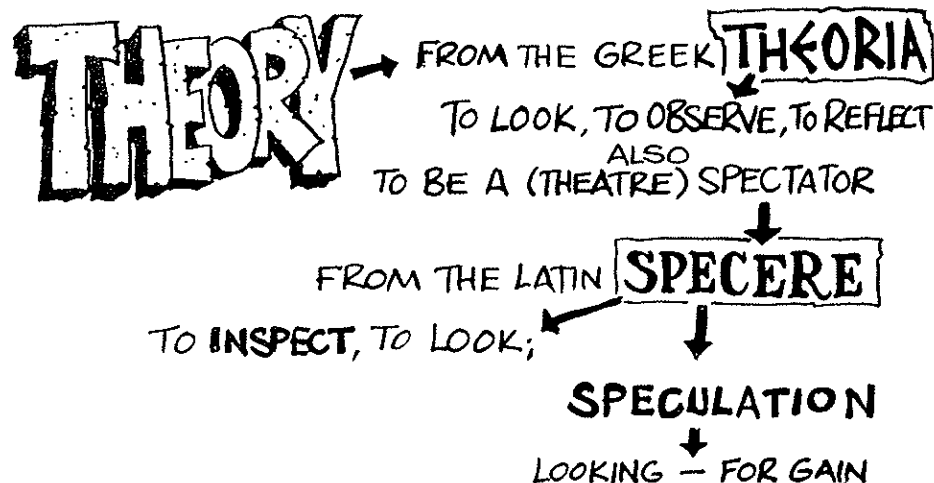 THEORY FROM THE GREEK THEORIA
TO LOOK, TO OBSERVE, TO REFLECT
ALSO
TO BE A (THEATRE) SPECTATOR
FROM THE LATIN SPECERE
TO INSPECT, TO LOOK;
SPECULATION
LOOKING — FOR GAIN